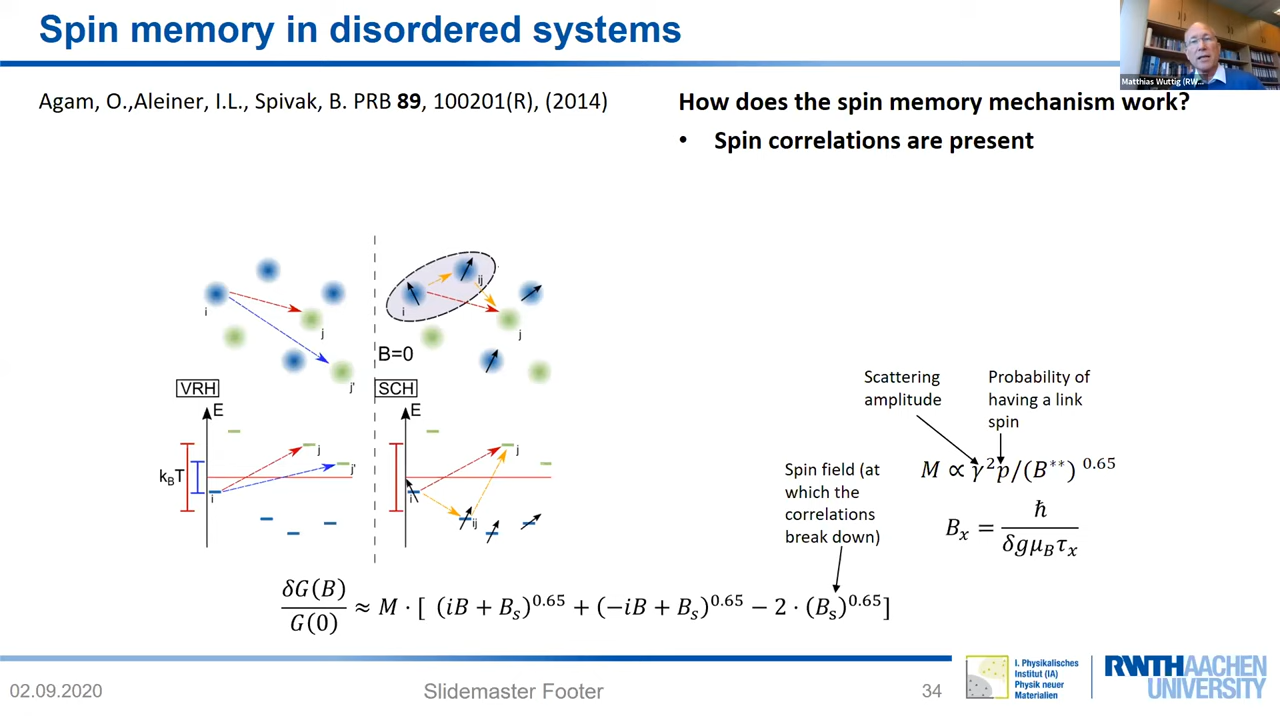 Spin memory in disordered systems
Matthias Wuttig (RW...
Agam, O.,Aleiner, I.L., Spivak, B. PRB 89, 100201(R), (2014)
How does the spin memory mechanism work?
• Spin correlations are present
i
j
j'
i
ij
j
B=0
VRH
SCH
E
E
k_BT
i
j
j'
i
ij
j
Scattering
amplitude
Probability of
having a link
spin
Spin field (at
which the
correlations
break down)
M ∝ γ²p/(B**)^0.65
B_x = ħ / (δgμ_Bτ_x)
δG(B)/G(0) ≈ M · [ (iB + B_s)^0.65 + (−iB + B_s)^0.65 − 2 · (B_s)^0.65]
02.09.2020
Slidemaster Footer
34
I. Physikalisches
Institut (IA)
Physik neuer
Materialien
RWTHAACHEN
UNIVERSITY